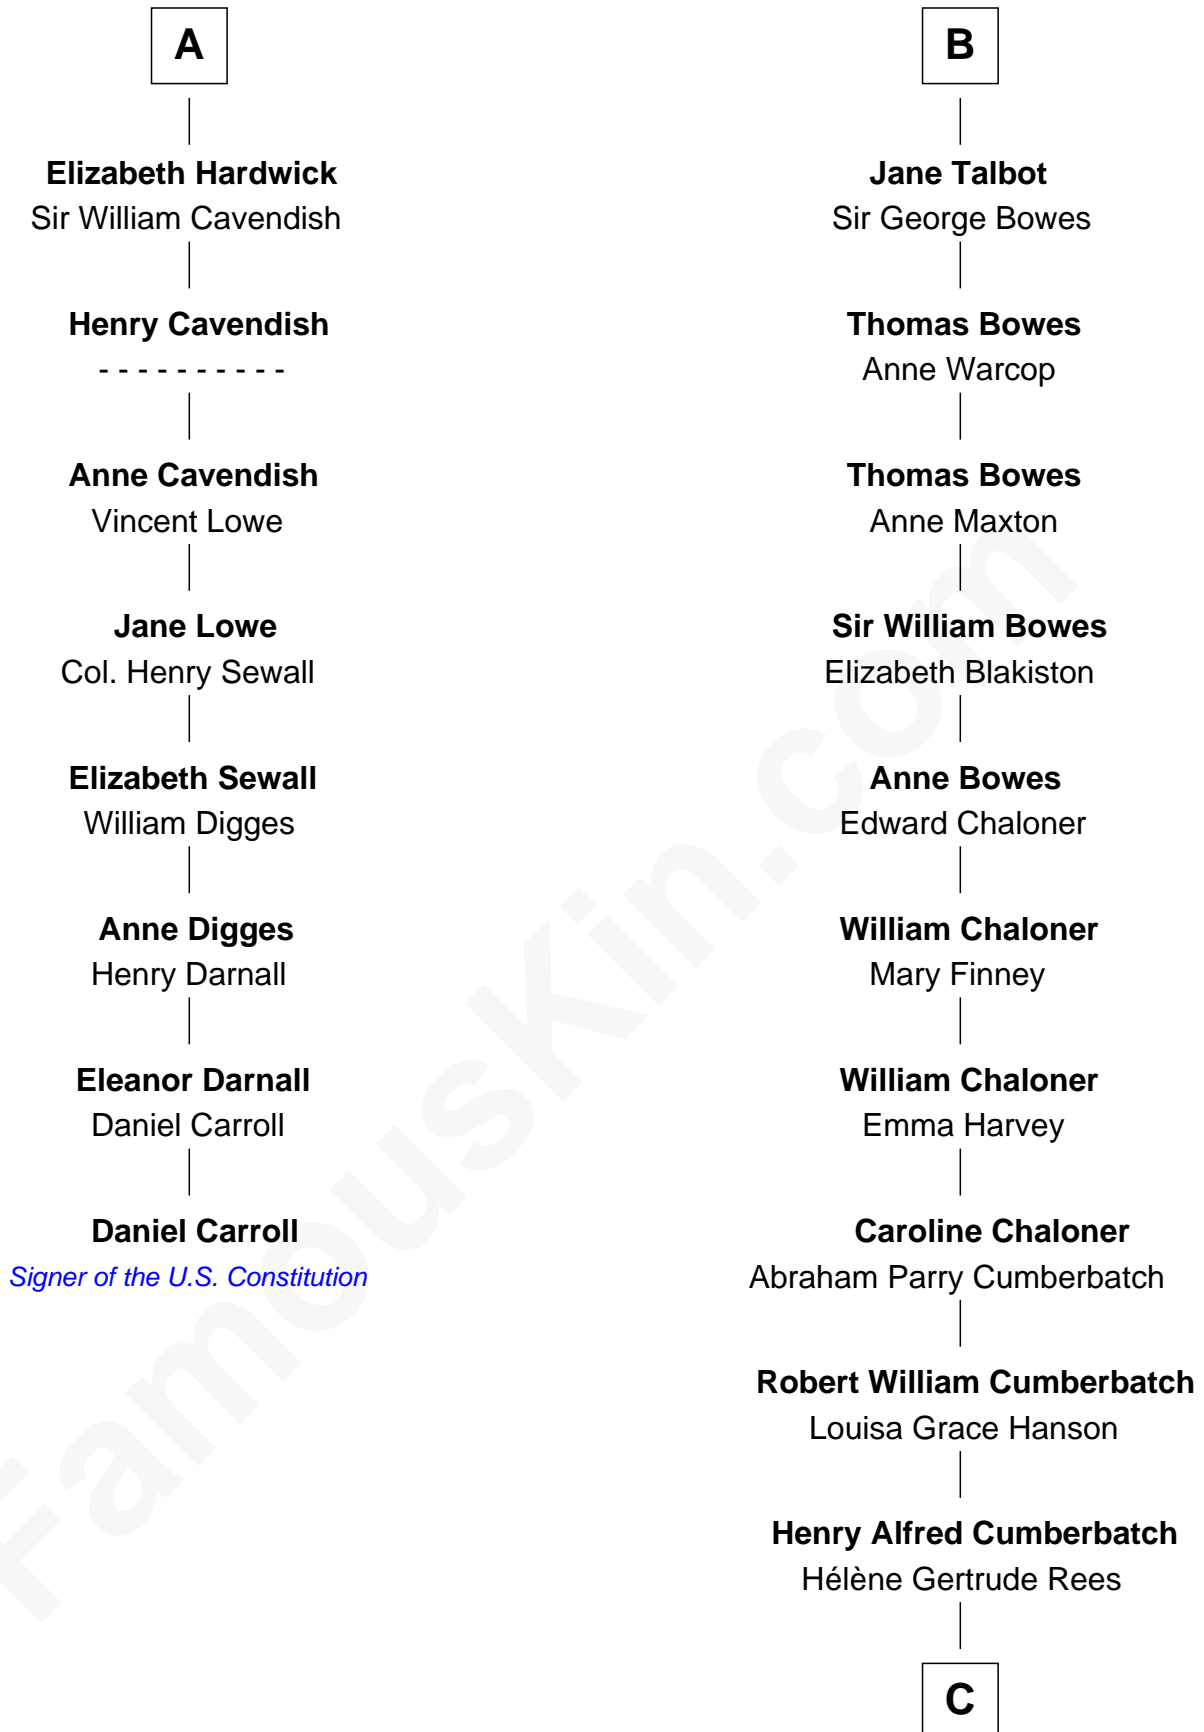 A
Elizabeth Hardwick
Sir William Cavendish
Henry Cavendish
- - - - - - - - - -
Anne Cavendish
Vincent Lowe
Jane Lowe
Col. Henry Sewall
Elizabeth Sewall
William Digges
Anne Digges
Henry Darnall
Eleanor Darnall
Daniel Carroll
Daniel Carroll
Signer of the U.S. Constitution
B
Jane Talbot
Sir George Bowes
Thomas Bowes
Anne Warcop
Thomas Bowes
Anne Maxton
Sir William Bowes
Elizabeth Blakiston
Anne Bowes
Edward Chaloner
William Chaloner
Mary Finney
William Chaloner
Emma Harvey
Caroline Chaloner
Abraham Parry Cumberbatch
Robert William Cumberbatch
Louisa Grace Hanson
Henry Alfred Cumberbatch
Hélène Gertrude Rees
C
FamousKin.com